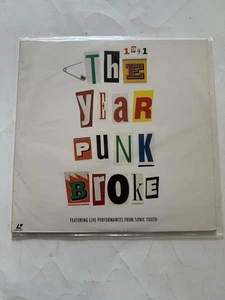 1991
The
YEAR
PUNK
BROKE
FEATURING LIVE PERFORMANCES FROM SONIC YOUTH